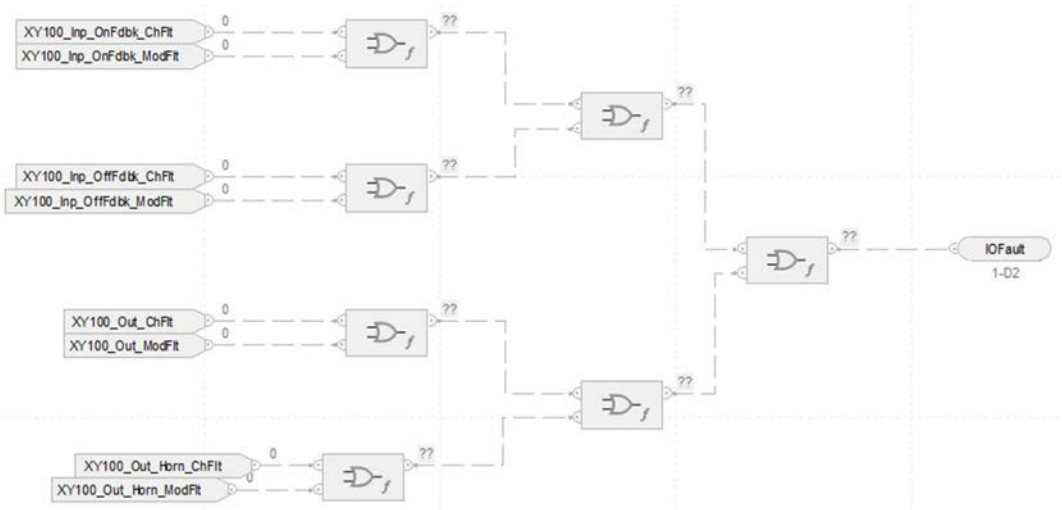 XY100_Inp_OnFdbk_ChFlt
0
??
XY100_Inp_OnFdbk_ModFlt
0
f
??
f
XY100_Inp_OffFdbk_ChFlt
0
??
XY100_Inp_OffFdbk_ModFlt
0
f
??
IOFault
f
1-D2
XY100_Out_ChFlt
0
??
XY100_Out_ModFlt
0
f
??
f
XY100_Out_Horn_ChFlt
0
??
XY100_Out_Horn_ModFlt
0
f